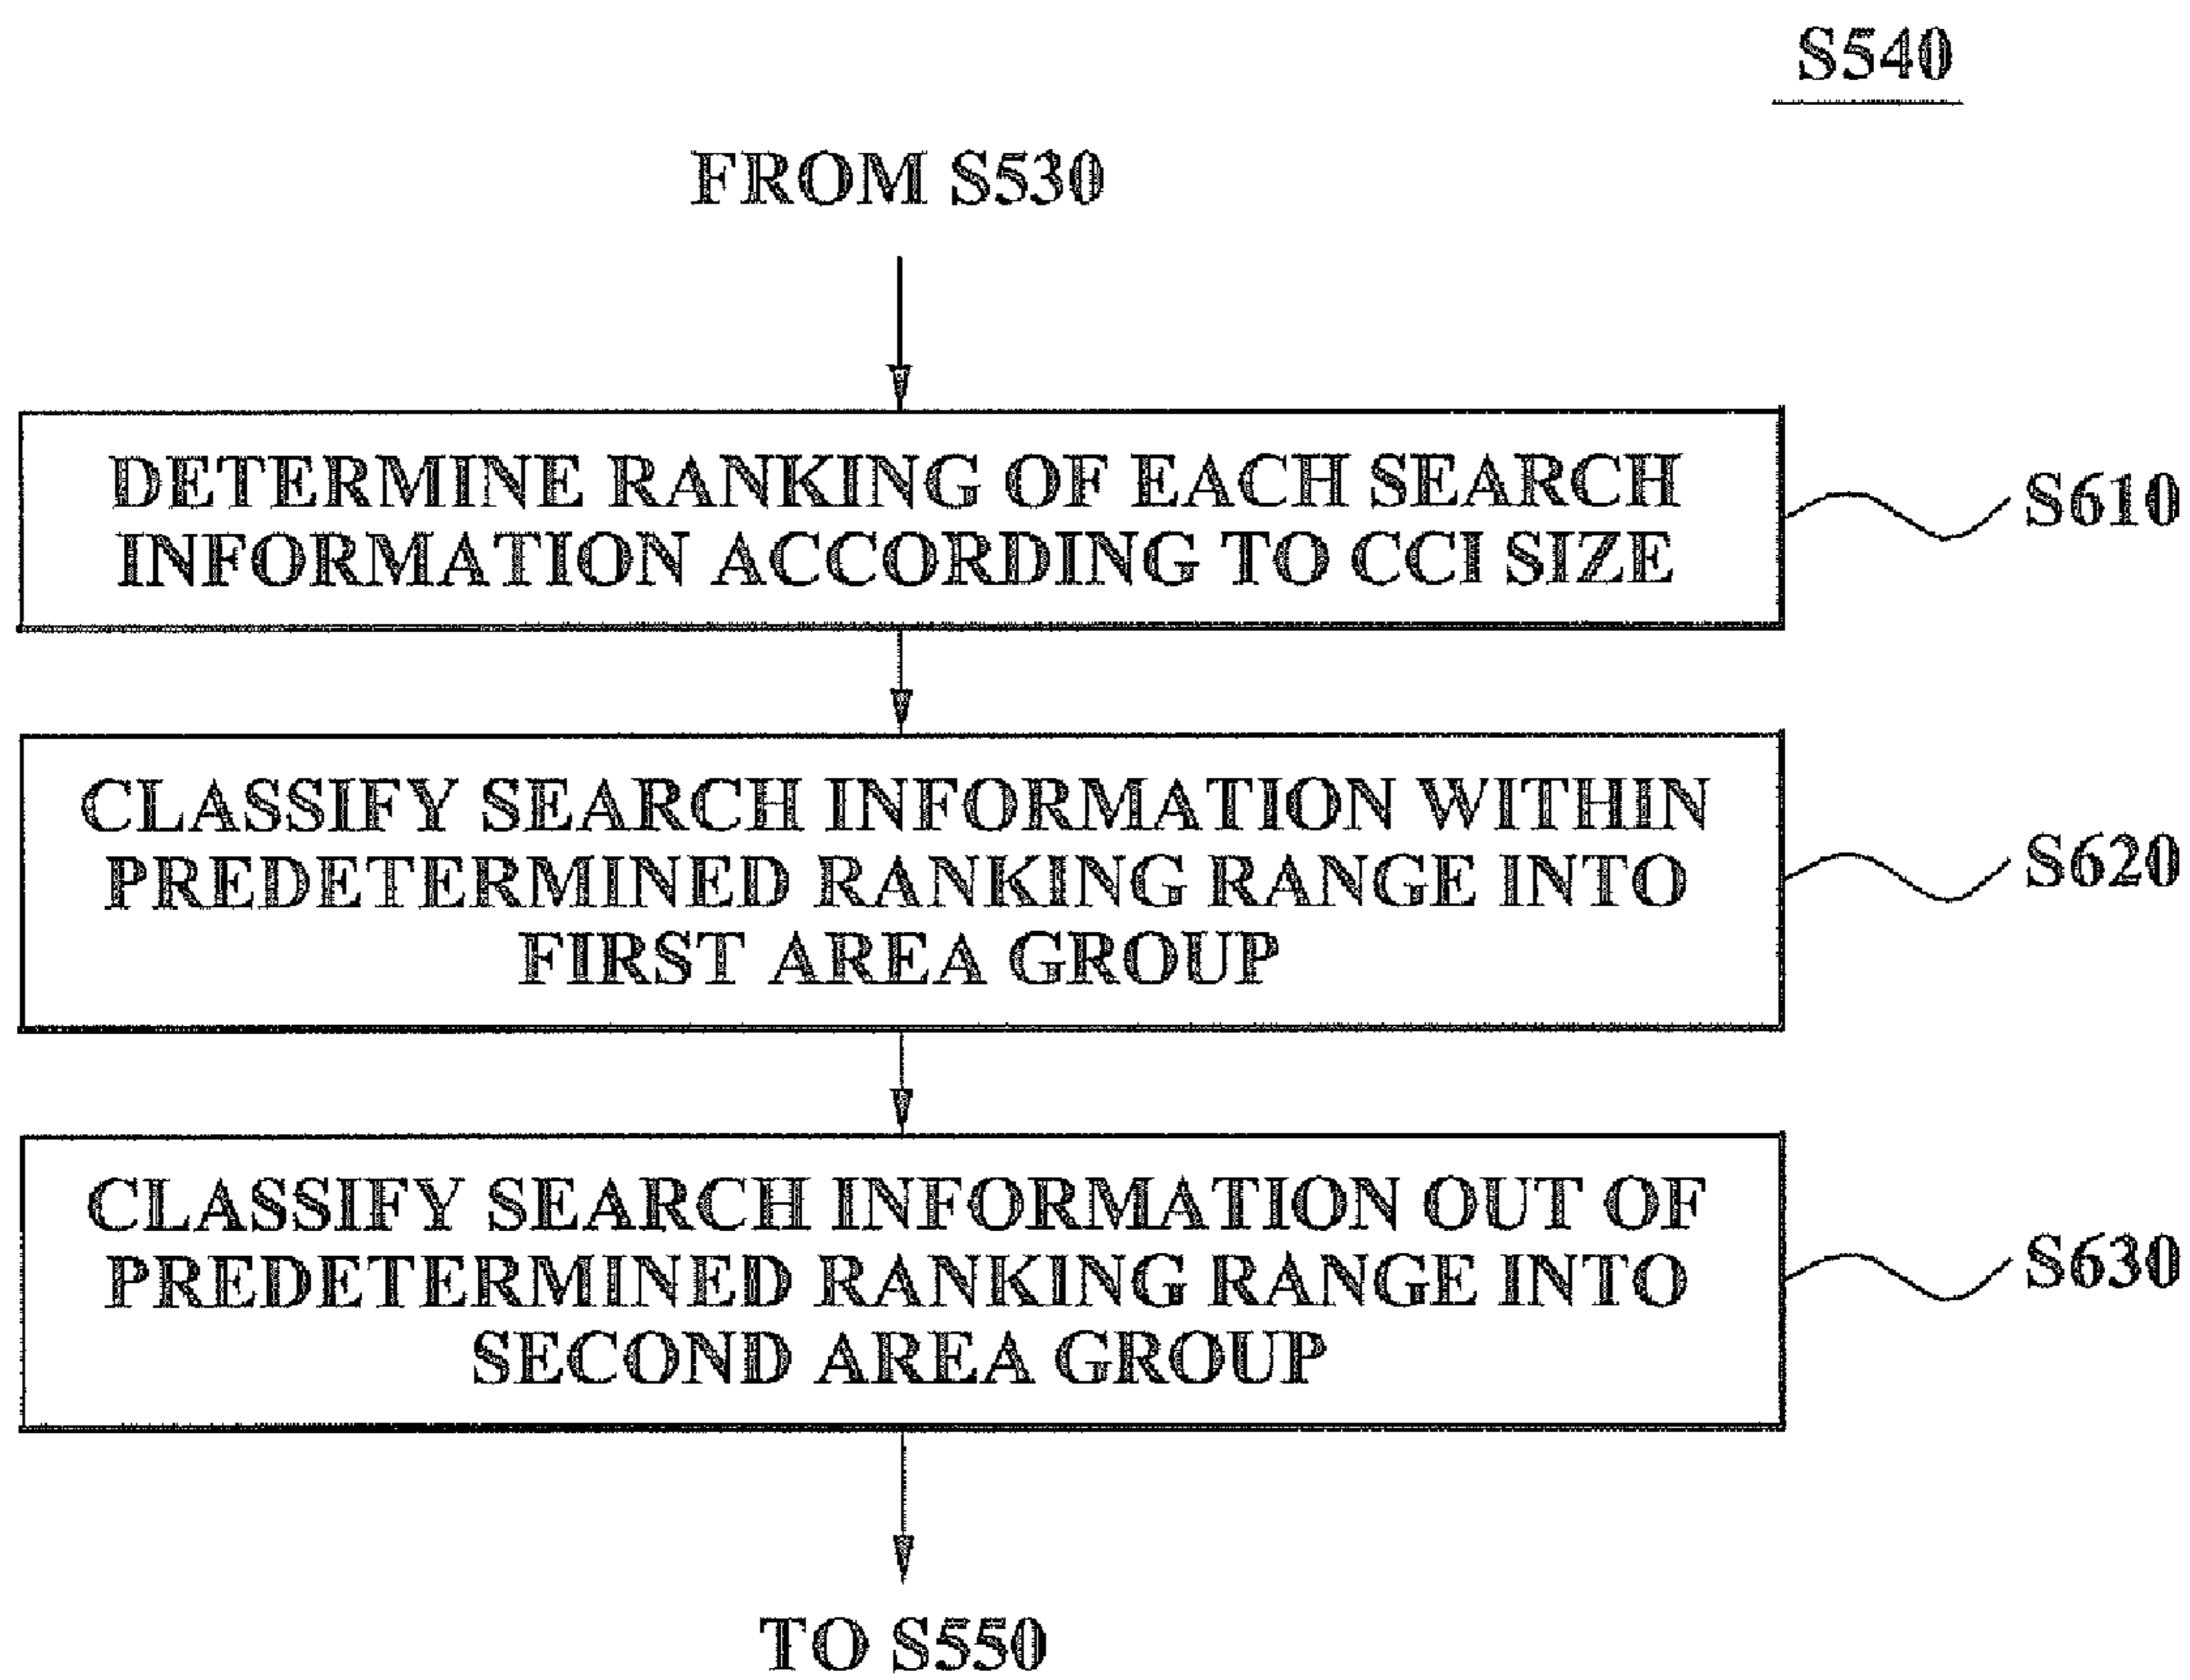 S540
FROM S530
DETERMINE RANKING OF EACH SEARCH
INFORMATION ACCORDING TO CCI SIZE
S610
CLASSIFY SEARCH INFORMATION WITHIN
PREDETERMINED RANKING RANGE INTO
FIRST AREA GROUP
S620
CLASSIFY SEARCH INFORMATION OUT OF
PREDETERMINED RANKING RANGE INTO
SECOND AREA GROUP
S630
TO S550